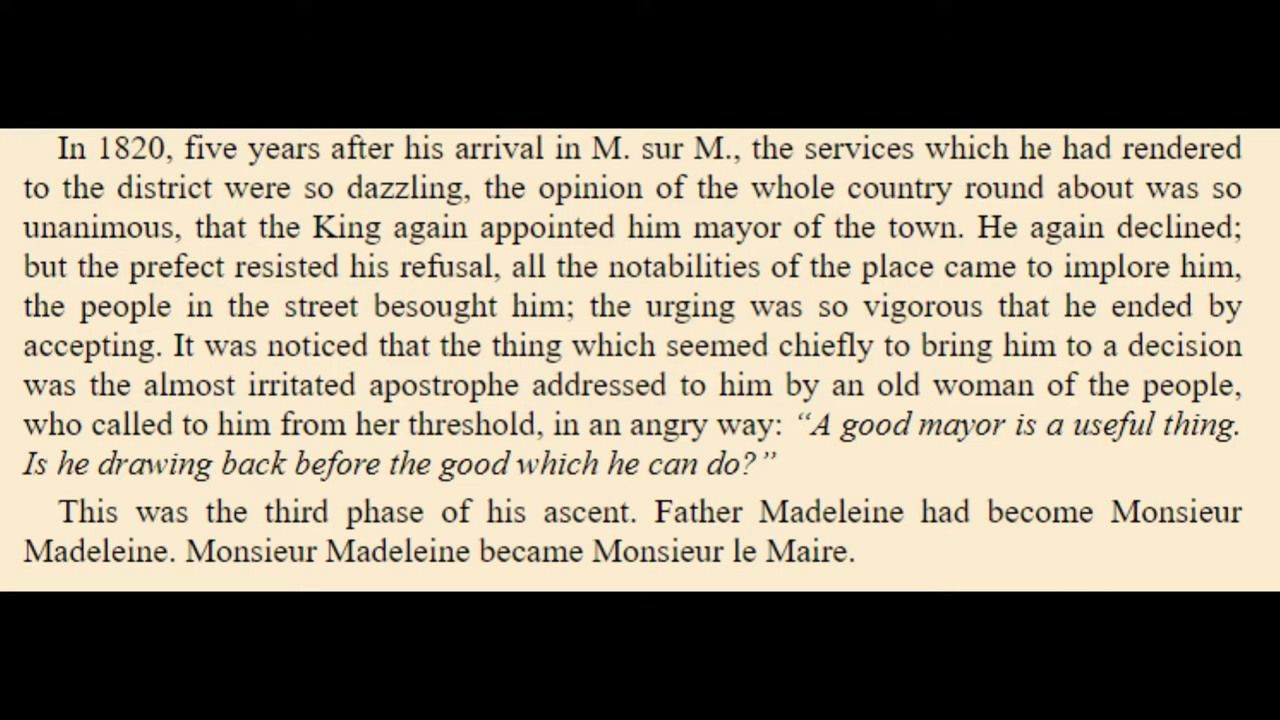 In 1820, five years after his arrival in M. sur M., the services which he had rendered
to the district were so dazzling, the opinion of the whole country round about was so
unanimous, that the King again appointed him mayor of the town. He again declined;
but the prefect resisted his refusal, all the notabilities of the place came to implore him,
the people in the street besought him; the urging was so vigorous that he ended by
accepting. It was noticed that the thing which seemed chiefly to bring him to a decision
was the almost irritated apostrophe addressed to him by an old woman of the people,
who called to him from her threshold, in an angry way: “A good mayor is a useful thing.
Is he drawing back before the good which he can do?”
This was the third phase of his ascent. Father Madeleine had become Monsieur
Madeleine. Monsieur Madeleine became Monsieur le Maire.